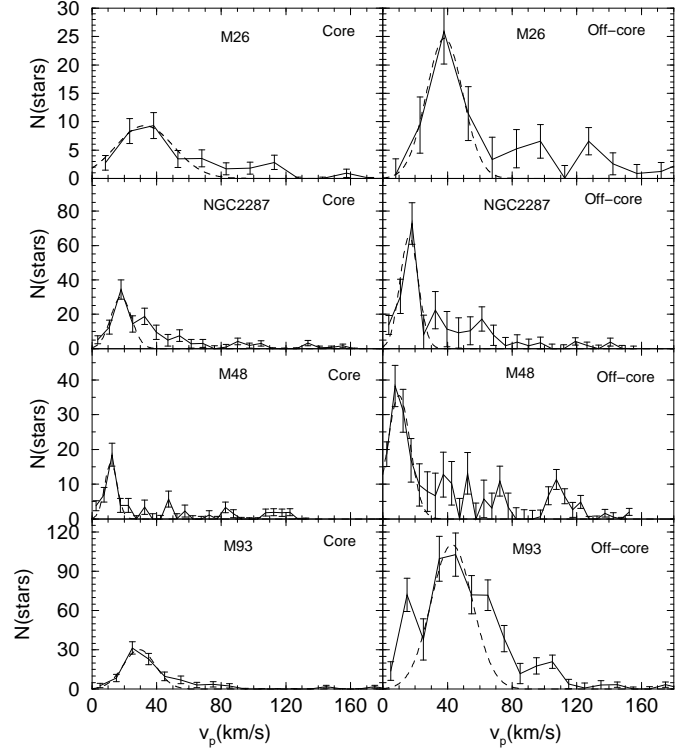 30
25
20
15
10
5
0
N(stars)
M26
Core
M26
Off−core
80
60
40
20
0
N(stars)
NGC2287
Core
NGC2287
Off−core
40
30
20
10
0
N(stars)
M48
Core
M48
Off−core
120
90
60
30
0
N(stars)
M93
Core
M93
Off−core
0 40 80 120 160
0 40 80 120 160
v_p(km/s)
v_p(km/s)